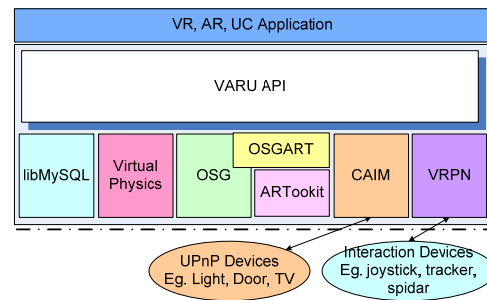 VR, AR, UC Application
VARU API
libMySQL
Virtual
Physics
OSG
OSGART
ARTookit
CAIM
VRPN
UPnP Devices
Eg. Light, Door, TV
Interaction Devices
Eg. joystick, tracker,
spidar